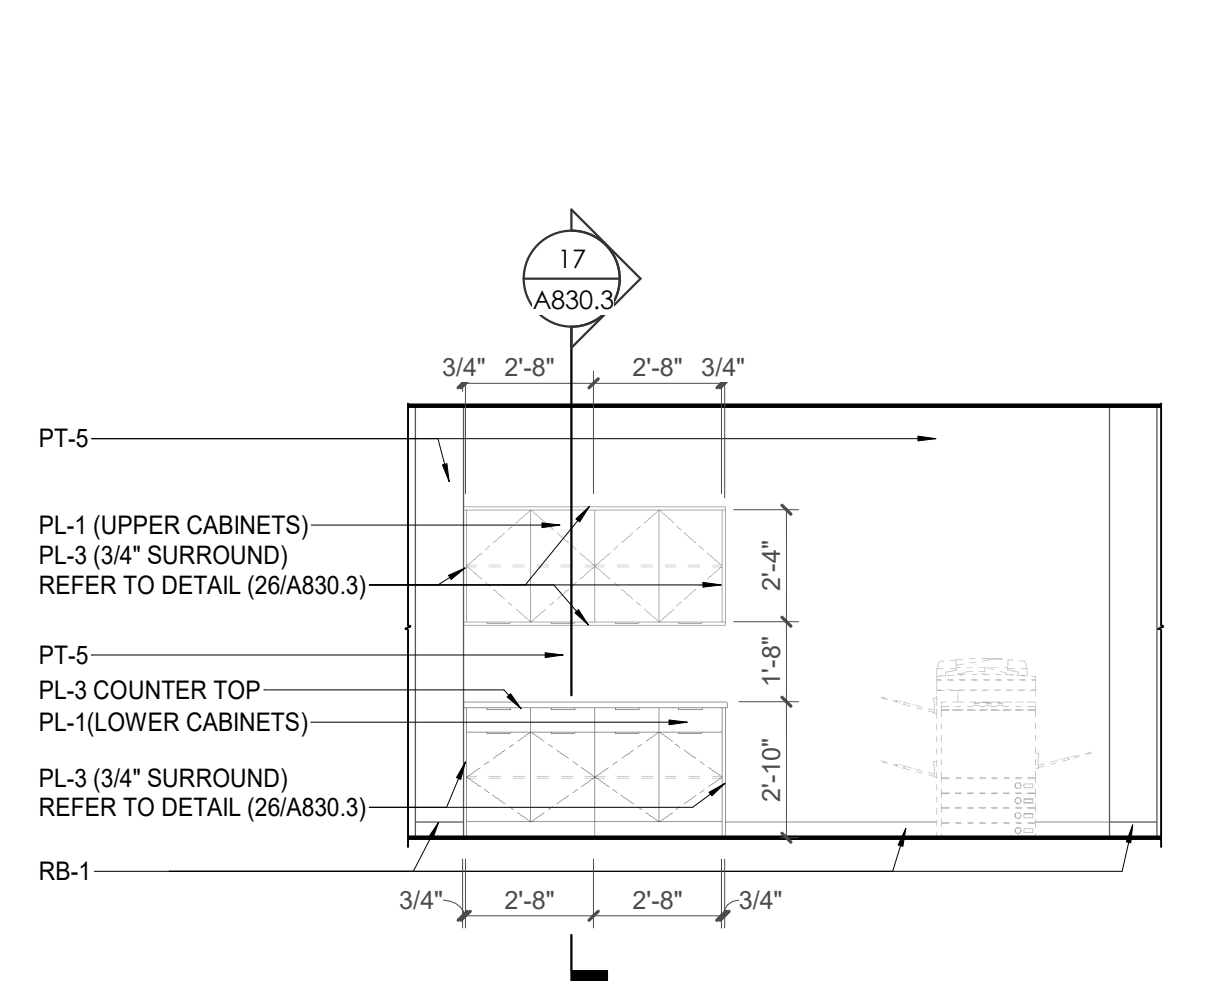 17
A830.3
3/4" 2'-8" 2'-8" 3/4"
PT-5
PL-1 (UPPER CABINETS)
PL-3 (3/4" SURROUND)
REFER TO DETAIL (26/A830.3)
2'-4"
PT-5
1'-8"
PL-3 COUNTER TOP
PL-1(LOWER CABINETS)
2'-10"
PL-3 (3/4" SURROUND)
REFER TO DETAIL (26/A830.3)
RB-1
3/4" 2'-8" 2'-8" 3/4"